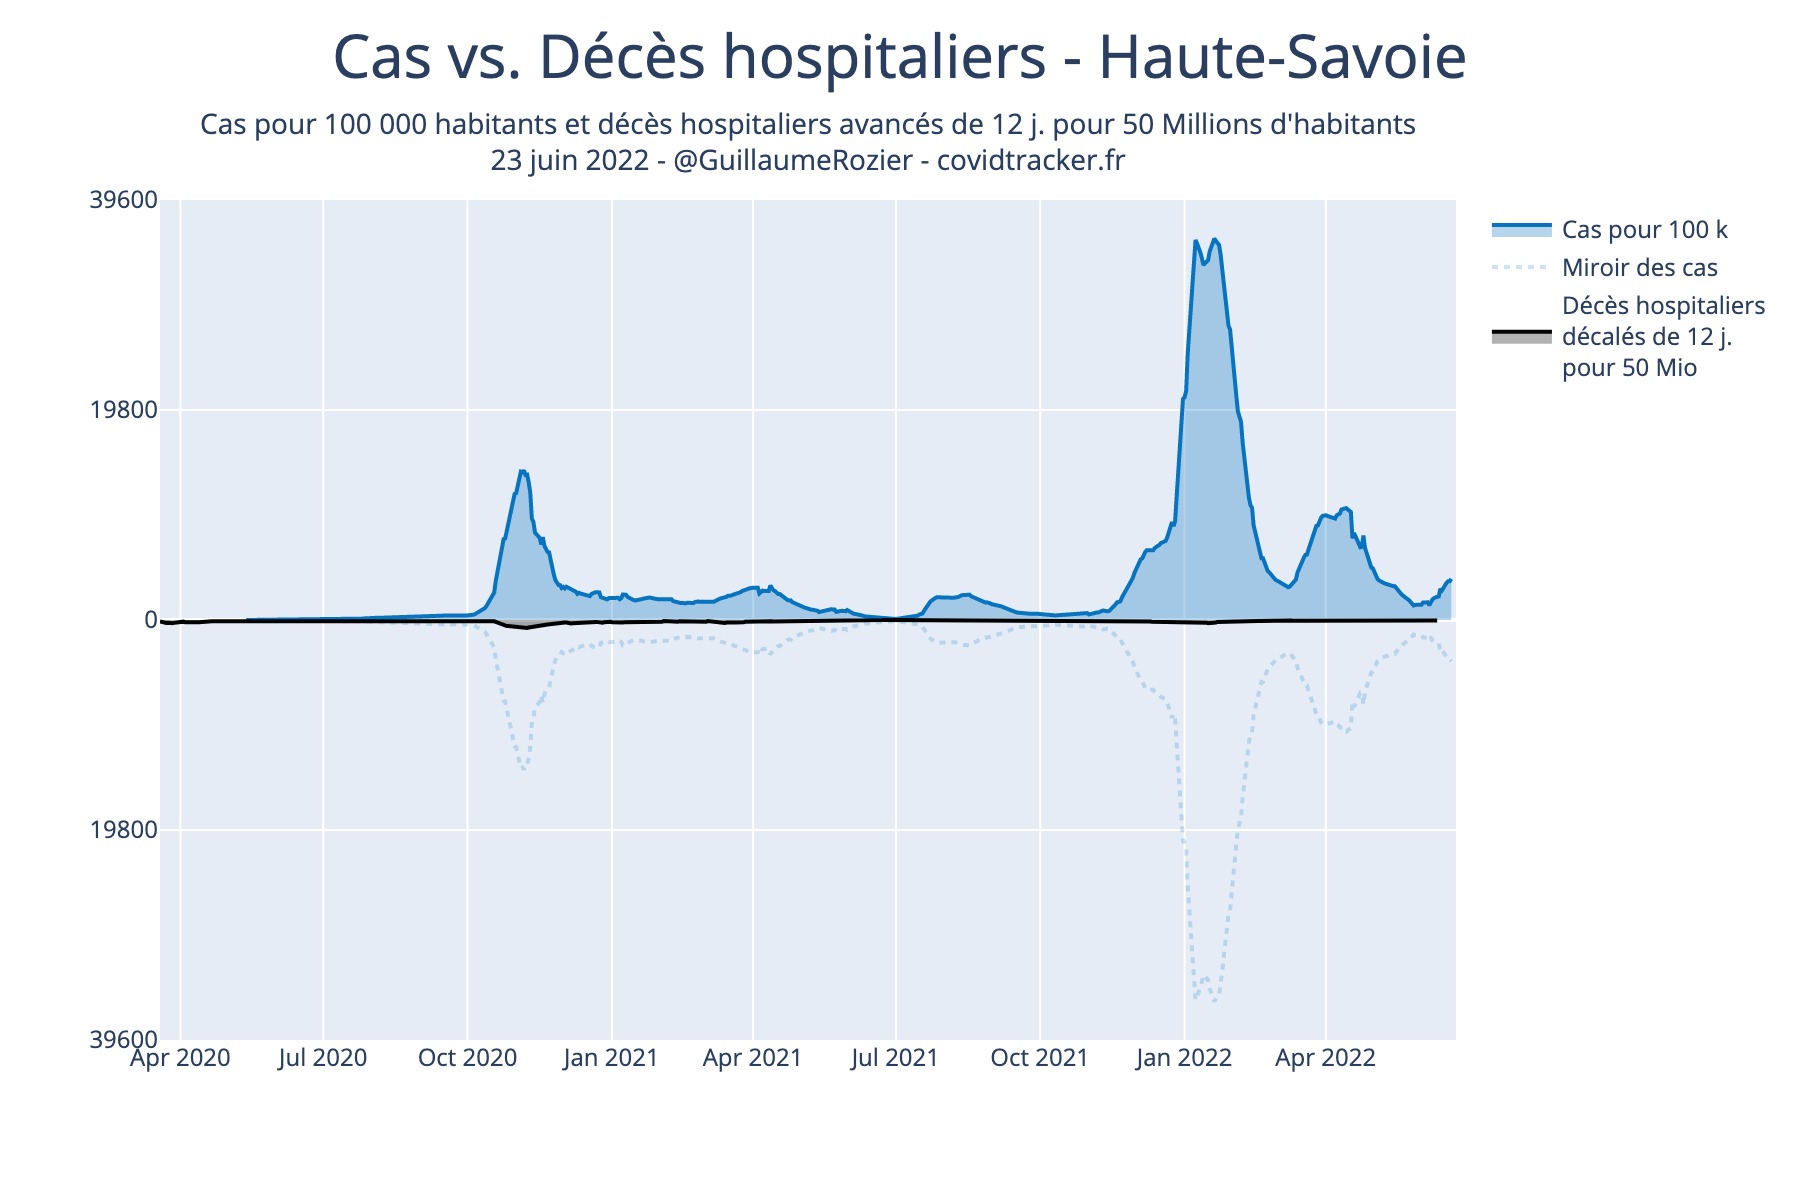 Cas vs. Décès hospitaliers - Haute-Savoie
Cas pour 100 000 habitants et décès hospitaliers avancés de 12 j. pour 50 Millions d'habitants
23 juin 2022 - @GuillaumeRozier - covidtracker.fr
39600
19800
0
19800
39600
Apr 2020
Jul 2020
Oct 2020
Jan 2021
Apr 2021
Jul 2021
Oct 2021
Jan 2022
Apr 2022
Cas pour 100 k
Miroir des cas
Décès hospitaliers
décalés de 12 j.
pour 50 Mio